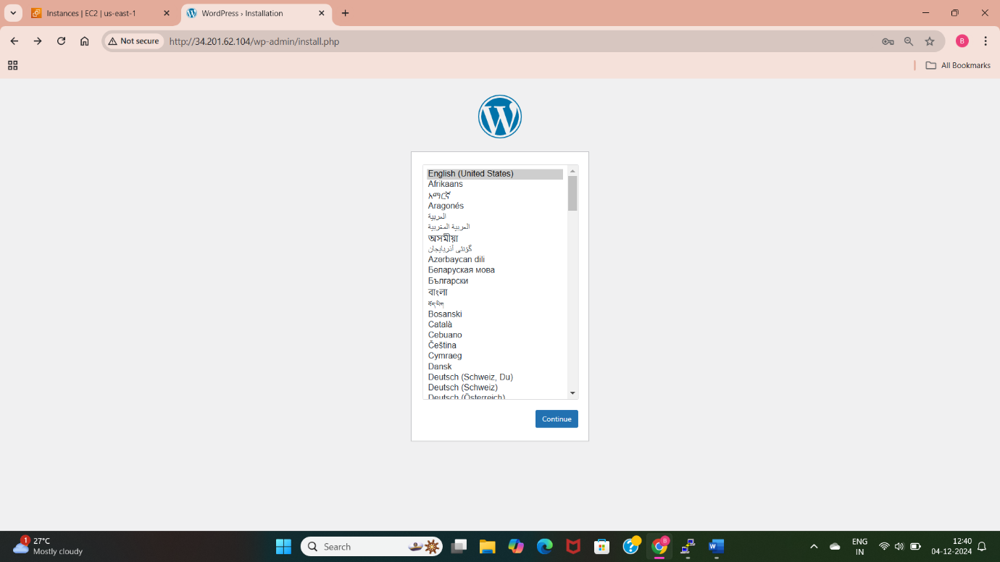 Instances | EC2 | us-east-1
WordPress › Installation
Not secure
http://34.201.62.104/wp-admin/install.php
B
All Bookmarks
English (United States)
Afrikaans
አማርኛ
Aragonés
العربية
العربية المغربية
অসমীয়া
گؤنئی آذربایجان
Azərbaycan dili
Беларуская мова
Български
বাংলা
བོད་ཡིག
Bosanski
Català
Cebuano
Čeština
Cymraeg
Dansk
Deutsch (Schweiz, Du)
Deutsch (Schweiz)
Deutsch (Österreich)
Continue
1
27°C
Mostly cloudy
Search
B
ENG
IN
12:40
04-12-2024